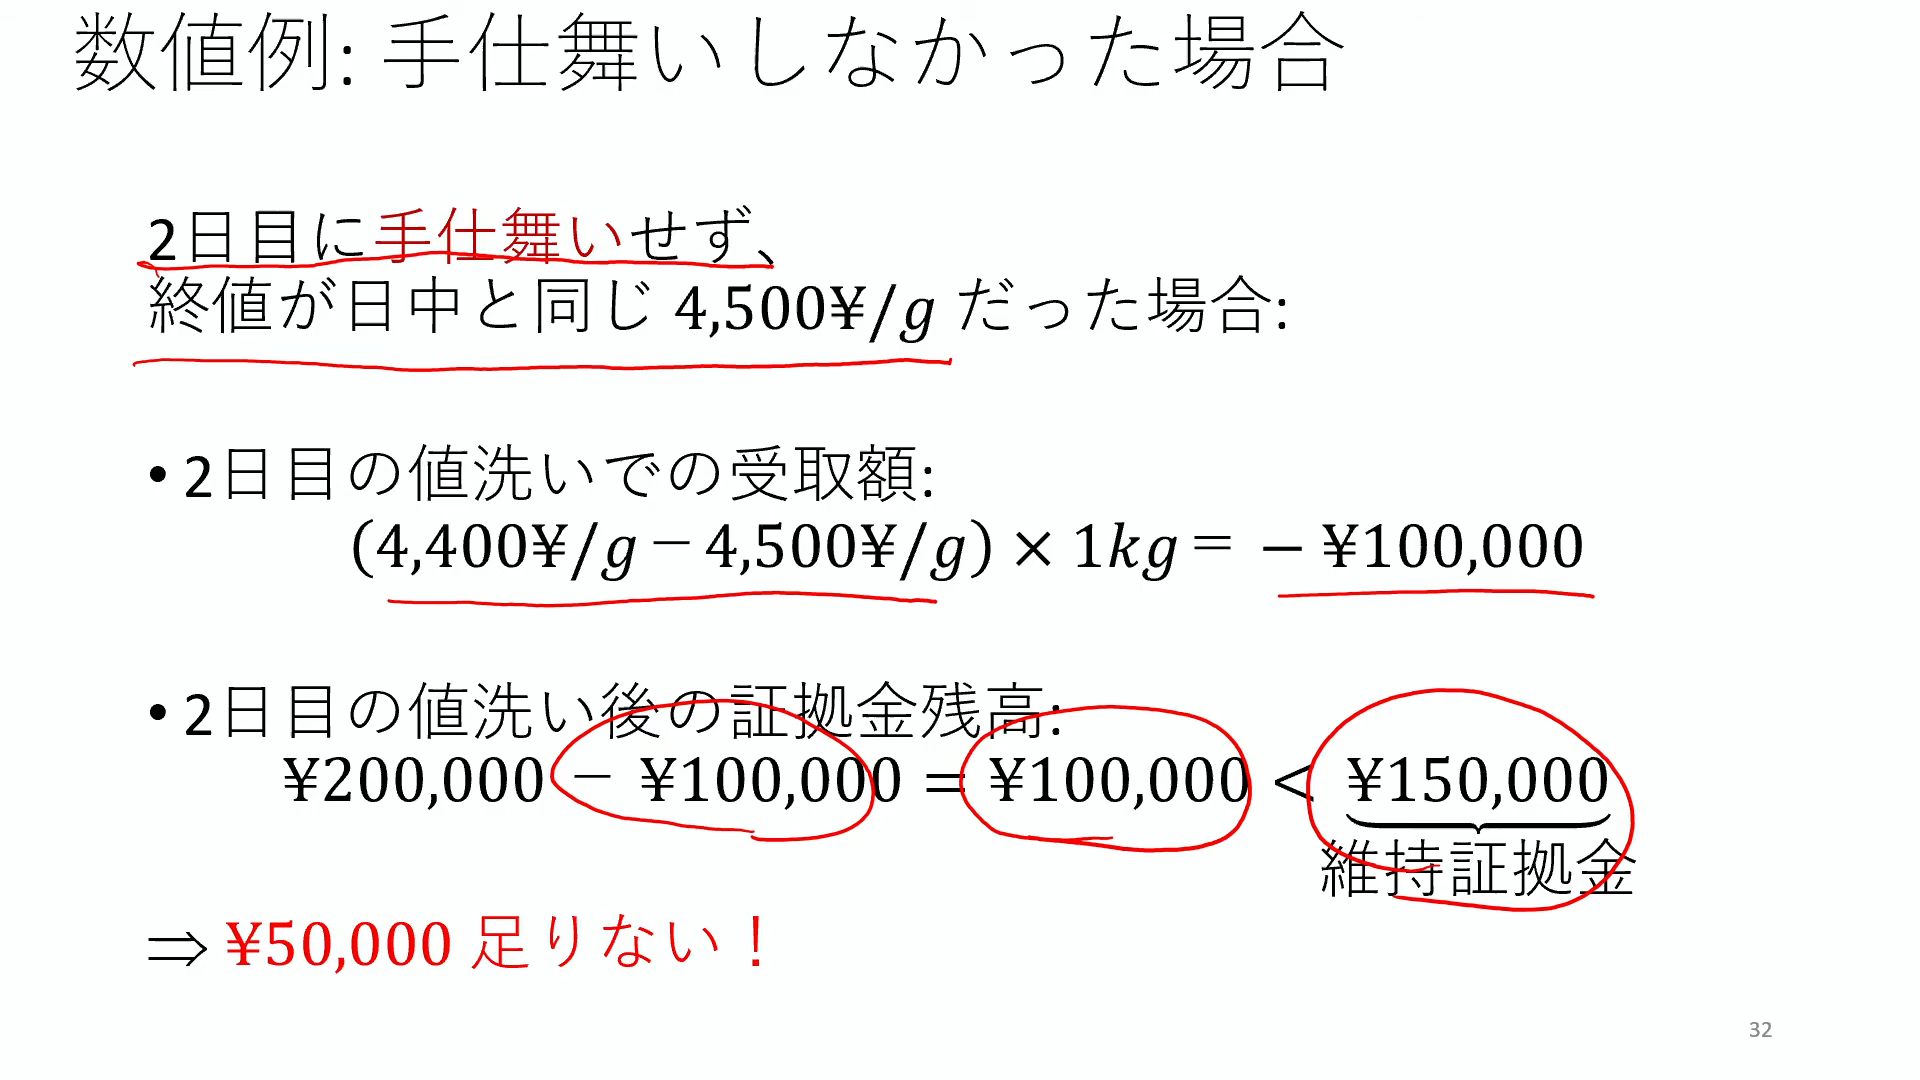 数値例: 手仕舞いしなかった場合
2日目に手仕舞いせず、
終値が日中と同じ 4,500¥/g だった場合:
• 2日目の値洗いでの受取額:
(4,400¥/g − 4,500¥/g) × 1kg = − ¥100,000
• 2日目の値洗い後の証拠金残高:
¥200,000 − ¥100,000 = ¥100,000 < ¥150,000
維持証拠金
⇒ ¥50,000 足りない！
32